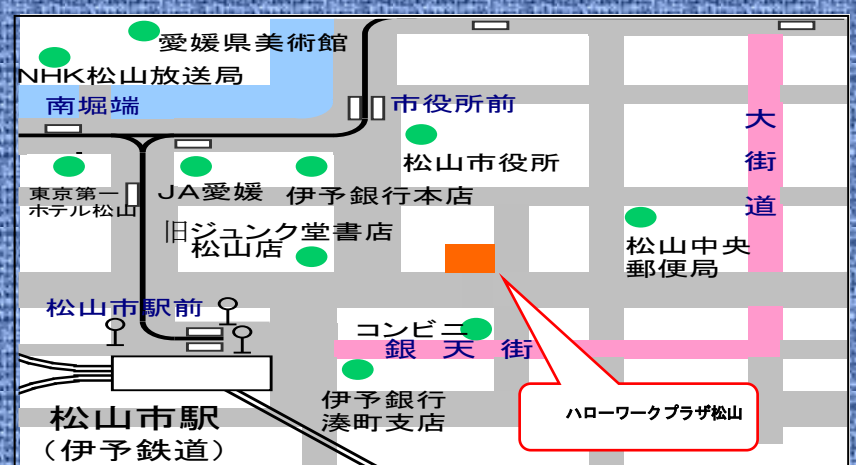 愛媛県美術館
NHK松山放送局
南堀端
市役所前
大街道
松山市役所
東京第一
ホテル松山
JA愛媛
伊予銀行本店
旧ジュンク堂書店
松山店
松山中央
郵便局
松山市駅前
コンビニ
銀天街
伊予銀行
湊町支店
ハローワークプラザ松山
松山市駅
（伊予鉄道）